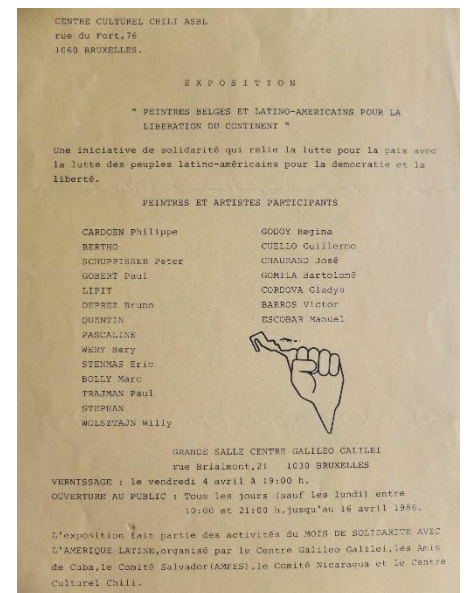 CENTRE CULTUREL CHILI ASBL
rue du Fort,76
1060 BRUXELLES.
E X P O S I T I O N
" PEINTRES BELGES ET LATINO-AMERICAINS POUR LA
LIBERATION DU CONTINENT "
Une iniciative de solidarité qui relie la lutte pour la paix avec
la lutte des peuples latino-américains pour la démocratie et la
liberté.
PEINTRES ET ARTISTES PARTICIPANTS
CARDOEN Philippe
BERTHO
SCHUPPISSER Peter
GOBERT Paul
LIPIT
DEPREZ Bruno
QUENTIN
PASCALINE
WERY Bery
STENMAS Eric
BOLLY Marc
TRAJMAN Paul
STEPHAN
WOLSZTAJN Willy
GODOY Regina
CUELLO Guillermo
CHAURAND José
GOMILA Bartolomé
CORDOVA Gladys
BARROS Victor
ESCOBAR Manuel
GRANDE SALLE CENTRE GALILEO GALILEI
rue Brialmont,21 1030 BRUXELLES
VERNISSAGE : le vendredi 4 avril à 19:00 h.
OUVERTURE AU PUBLIC : Tous les jours (sauf les lundi) entre
10:00 et 21:00 h.jusqu'au 16 avril 1986.
L'exposition fait partie des activités du MOIS DE SOLIDARITE AVEC
L'AMERIQUE LATINE,organisé par le Centre Galileo Galilei,les Amis
de Cuba,le Comité Salvador(AMPES),le Comité Nicaragua et le Centre
Culturel Chili.